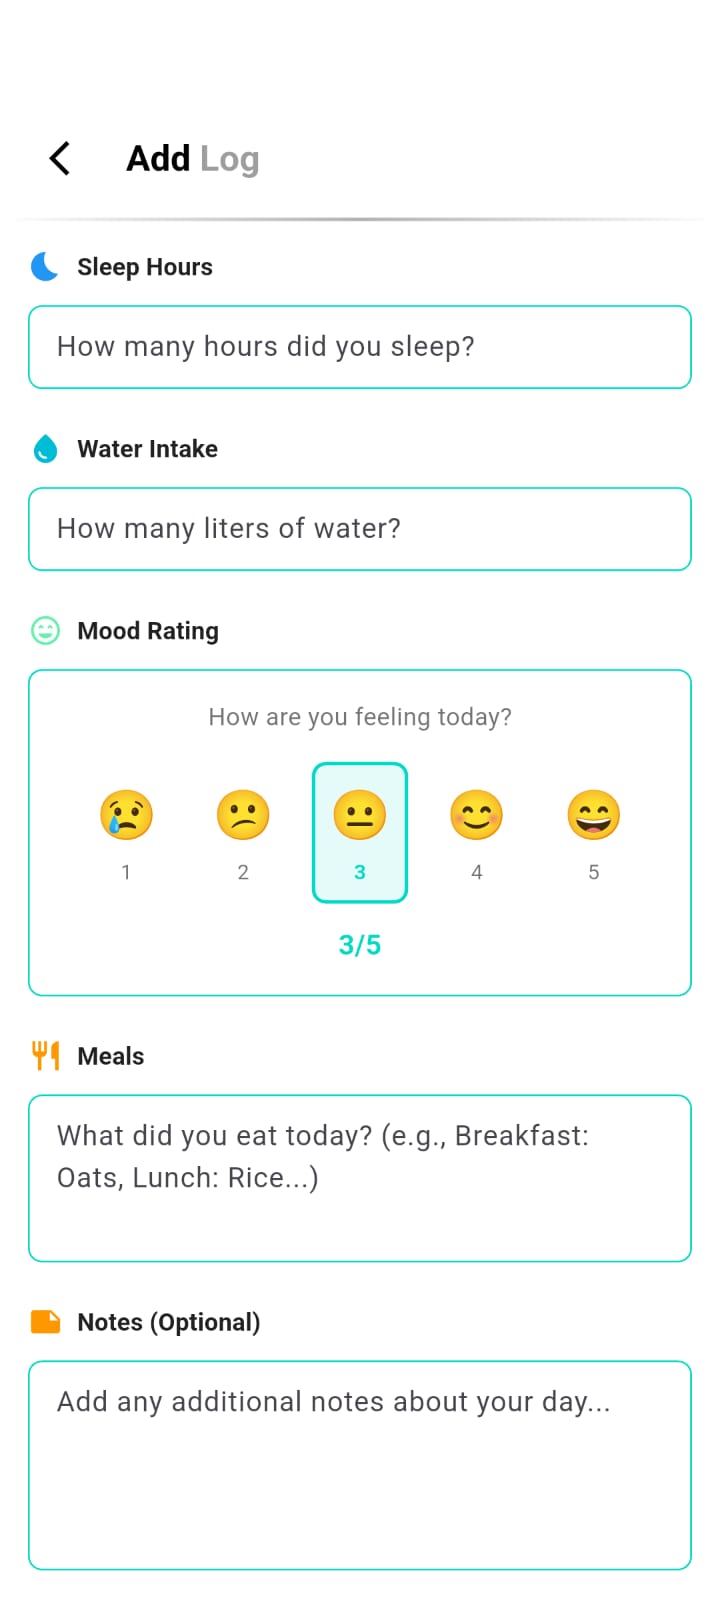 Add Log
Sleep Hours
How many hours did you sleep?
Water Intake
How many liters of water?
Mood Rating
How are you feeling today?
1 2 3 4 5
3/5
Meals
What did you eat today? (e.g., Breakfast:
Oats, Lunch: Rice...)
Notes (Optional)
Add any additional notes about your day...